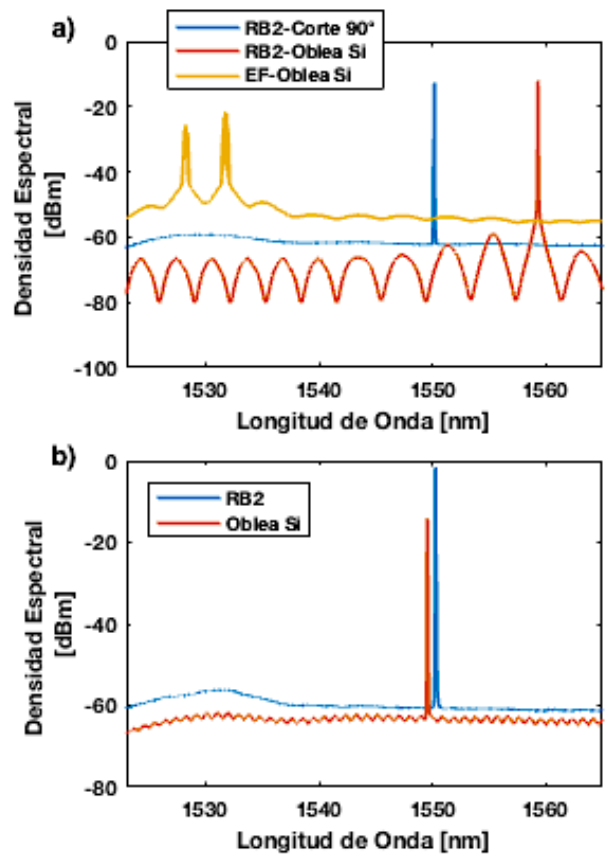 a)
RB2-Corte 90°
RB2-Oblea Si
EF-Oblea Si
0
-20
-40
-60
-80
-100
Densidad Espectral
[dBm]
1530
1540
1550
1560
Longitud de Onda [nm]
b)
RB2
Oblea Si
0
-20
-40
-60
-80
Densidad Espectral
[dBm]
1530
1540
1550
1560
Longitud de Onda [nm]